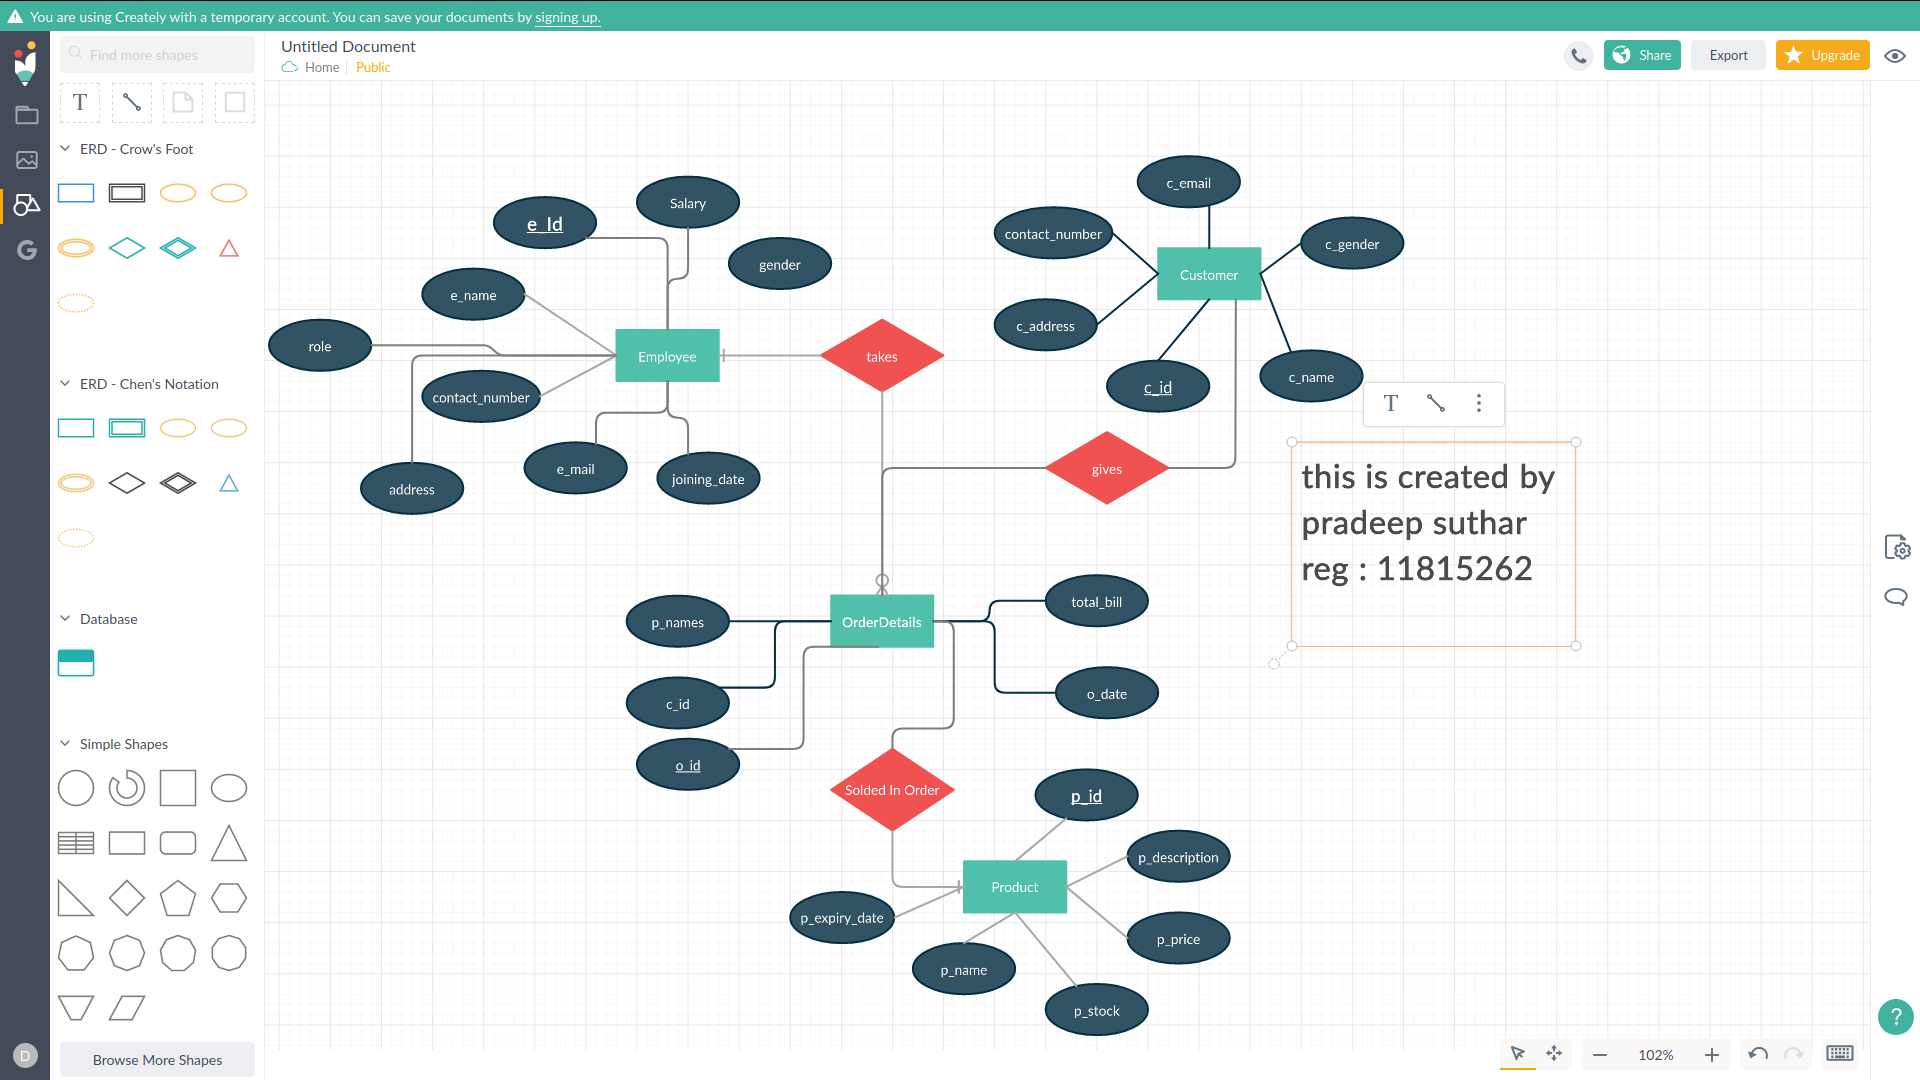 You are using Creately with a temporary account. You can save your documents by signing up.
Find more shapes
Untitled Document
Home | Public
Share
Export
Upgrade
T
ERD - Crow's Foot
ERD - Chen's Notation
Database
Simple Shapes
Browse More Shapes
G
D
e_Id
Salary
gender
e_name
role
Employee
takes
contact_number
address
e_mail
joining_date
c_email
contact_number
c_gender
Customer
c_address
c_id
c_name
gives
T
this is created by
pradeep suthar
reg : 11815262
p_names
OrderDetails
total_bill
c_id
o_date
o_id
Solded In Order
p_id
p_description
Product
p_expiry_date
p_price
p_name
p_stock
?
102%